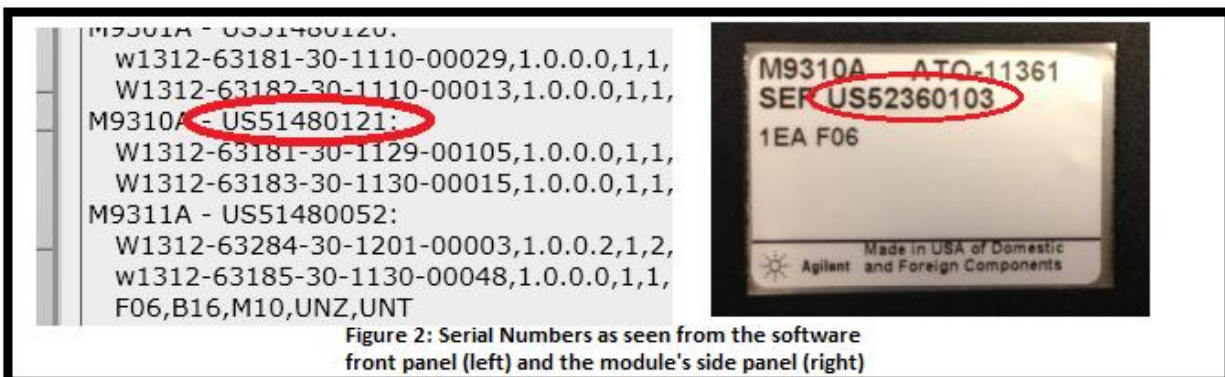 M9301A - US51480120:
w1312-63181-30-1110-00029,1.0.0.0,1,1,
W1312-63182-30-1110-00013,1.0.0.0,1,1,
M9310A - US51480121:
W1312-63181-30-1129-00105,1.0.0.0,1,1,
W1312-63183-30-1130-00015,1.0.0.0,1,1,
M9311A - US51480052:
W1312-63284-30-1201-00003,1.0.0.2,1,2,
w1312-63185-30-1130-00048,1.0.0.0,1,1,
F06,B16,M10,UNZ,UNT
M9310A ATO-11361
SER US52360103
1EA F06
Made in USA of Domestic
Agilent and Foreign Components
Figure 2: Serial Numbers as seen from the software
front panel (left) and the module's side panel (right)